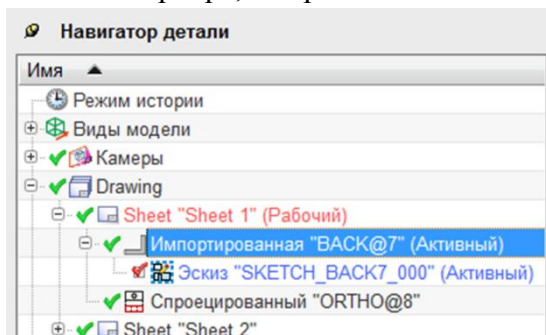 Навигатор детали
Имя
Режим истории
Виды модели
Камеры
Drawing
Sheet "Sheet 1" (Рабочий)
Импортированная "BACK@7" (Активный)
Эскиз "SKETCH_BACK7_000" (Активный)
Спроецированный "ORTHO@8"
Sheet "Sheet 2"